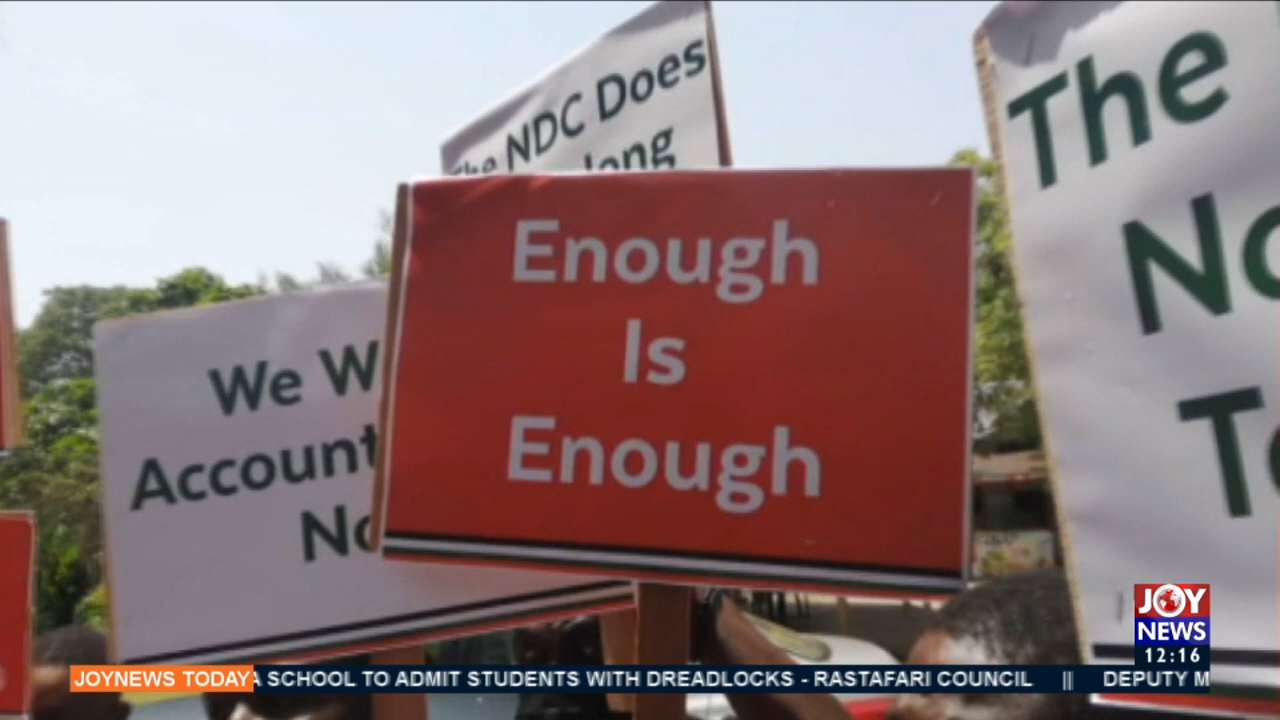 The NDC Does
Enough
Is
Enough
We W
Account
No
The
No
To
JOY
NEWS
12:16
JOYNEWS TODAY
A SCHOOL TO ADMIT STUDENTS WITH DREADLOCKS - RASTAFARI COUNCIL || DEPUTY M